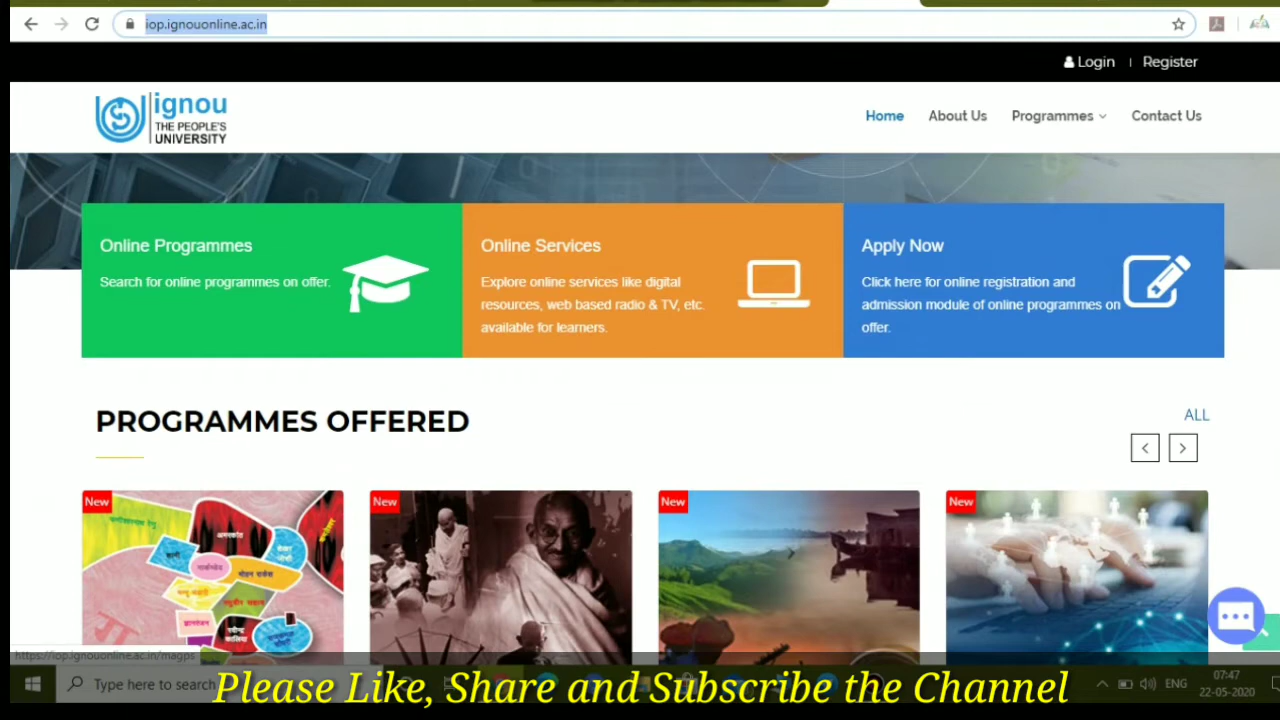 iop.ignouonline.ac.in
Login | Register
ignou
THE PEOPLE'S
UNIVERSITY
Home About Us Programmes Contact Us
Online Programmes
Search for online programmes on offer.
Online Services
Explore online services like digital
resources, web based radio & TV, etc.
available for learners.
Apply Now
Click here for online registration and
admission module of online programmes on
offer.
PROGRAMMES OFFERED
ALL
New New New New
अमरकांत
मोहन राकेश
https://iop.ignouonline.ac.in/magps
Type here to search
ENG
07:47
22-05-2020
Please Like, Share and Subscribe the Channel